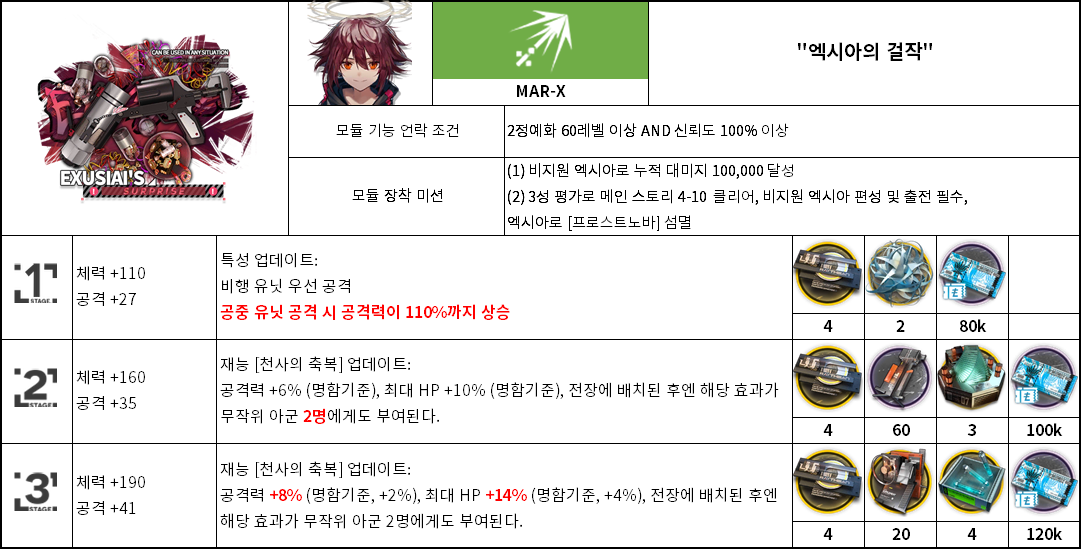 CAN BE USED IN ANY SITUATION
EXUSIAI'S
SURPRISE
MAR-X
"엑시아의 걸작"
모듈 기능 언락 조건
2정예화 60레벨 이상 AND 신뢰도 100% 이상
모듈 장착 미션
(1) 비지원 엑시아로 누적 대미지 100,000 달성
(2) 3성 평가로 메인 스토리 4-10 클리어, 비지원 엑시아 편성 및 출전 필수,
엑시아로 [프로스트노바] 섬멸
1
STAGE
체력 +110
공격 +27
특성 업데이트:
비행 유닛 우선 공격
공중 유닛 공격 시 공격력이 110%까지 상승
4
2
80k
2
STAGE
체력 +160
공격 +35
재능 [천사의 축복] 업데이트:
공격력 +6% (명함기준), 최대 HP +10% (명함기준), 전장에 배치된 후엔 해당 효과가
무작위 아군 2명에게도 부여된다.
4
60
3
100k
3
STAGE
체력 +190
공격 +41
재능 [천사의 축복] 업데이트:
공격력 +8% (명함기준, +2%), 최대 HP +14% (명함기준, +4%), 전장에 배치된 후엔
해당 효과가 무작위 아군 2명에게도 부여된다.
4
20
4
120k